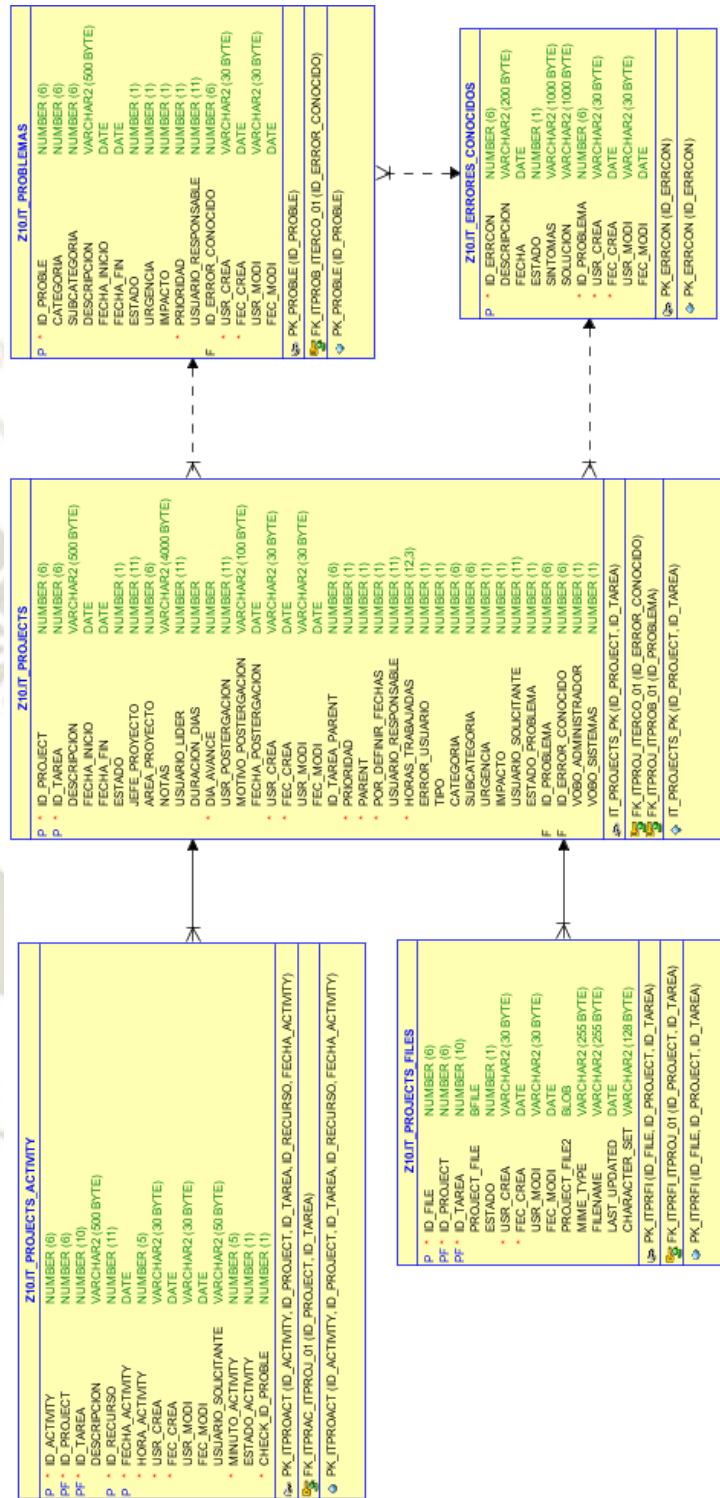 Z10.IT_PROJECTS_ACTIVITY
P * ID_ACTIVITY NUMBER (6)
PF * ID_PROJECT NUMBER (6)
PF * ID_TAREA NUMBER (10)
DESCRIPCION VARCHAR2 (500 BYTE)
P * ID_RECURSO NUMBER (11)
P * FECHA_ACTIVITY DATE
* HORA_ACTIVITY NUMBER (5)
* USR_CREA VARCHAR2 (30 BYTE)
* FEC_CREA DATE
USR_MODI VARCHAR2 (30 BYTE)
FEC_MODI DATE
USUARIO_SOLICITANTE VARCHAR2 (50 BYTE)
* MINUTO_ACTIVITY NUMBER (5)
ESTADO_ACTIVITY NUMBER (1)
* CHECK_ID_PROBLE NUMBER (1)
PK_ITPROACT (ID_ACTIVITY, ID_PROJECT, ID_TAREA, ID_RECURSO, FECHA_ACTIVITY)
FK_ITPRAC_ITPROJ_01 (ID_PROJECT, ID_TAREA)
PK_ITPROACT (ID_ACTIVITY, ID_PROJECT, ID_TAREA, ID_RECURSO, FECHA_ACTIVITY)
Z10.IT_PROJECTS_FILES
P * ID_FILE NUMBER (6)
PF * ID_PROJECT NUMBER (6)
PF * ID_TAREA NUMBER (10)
PROJECT_FILE BFILE
ESTADO NUMBER (1)
* USR_CREA VARCHAR2 (30 BYTE)
* FEC_CREA DATE
USR_MODI VARCHAR2 (30 BYTE)
FEC_MODI DATE
PROJECT_FILE2 BLOB
MIME_TYPE VARCHAR2 (255 BYTE)
FILENAME VARCHAR2 (255 BYTE)
LAST_UPDATED DATE
CHARACTER_SET VARCHAR2 (128 BYTE)
PK_ITPRFI (ID_FILE, ID_PROJECT, ID_TAREA)
FK_ITPRFI_ITPROJ_01 (ID_PROJECT, ID_TAREA)
PK_ITPRFI (ID_FILE, ID_PROJECT, ID_TAREA)
Z10.IT_PROJECTS
P * ID_PROJECT NUMBER (6)
P * ID_TAREA NUMBER (6)
DESCRIPCION VARCHAR2 (500 BYTE)
FECHA_INICIO DATE
FECHA_FIN DATE
ESTADO NUMBER (1)
JEFE_PROYECTO NUMBER (11)
AREA_PROYECTO NUMBER (6)
NOTAS VARCHAR2 (4000 BYTE)
USUARIO_LIDER NUMBER (11)
DURACION_DIAS NUMBER
* DIA_AVANCE NUMBER (1)
USR_POSTERGACION NUMBER (11)
MOTIVO_POSTERGACION VARCHAR2 (100 BYTE)
FECHA_POSTERGACION DATE
* USR_CREA VARCHAR2 (30 BYTE)
* FEC_CREA DATE
USR_MODI VARCHAR2 (30 BYTE)
FEC_MODI DATE
ID_TAREA_PARENT NUMBER (6)
* PRIORIDAD NUMBER (1)
* PARENT NUMBER (1)
* POR_DEFINIR_FECHAS NUMBER (1)
USUARIO_RESPONSABLE NUMBER (11)
* HORAS_TRABAJADAS NUMBER (12,3)
ERROR_USUARIO NUMBER (1)
TIPO NUMBER (1)
CATEGORIA NUMBER (6)
SUBCATEGORIA NUMBER (6)
URGENCIA NUMBER (1)
IMPACTO NUMBER (1)
USUARIO_SOLICITANTE NUMBER (11)
ESTADO_PROBLEMA NUMBER (1)
F ID_PROBLEMA NUMBER (6)
F ID_ERROR_CONOCIDO NUMBER (6)
VOBO_ADMINISTRADOR NUMBER (1)
VOBO_SISTEMAS NUMBER (1)
IT_PROJECTS_PK (ID_PROJECT, ID_TAREA)
FK_ITPROJ_ITERCO_01 (ID_ERROR_CONOCIDO)
FK_ITPROJ_ITPROB_01 (ID_PROBLEMA)
IT_PROJECTS_PK (ID_PROJECT, ID_TAREA)
Z10.IT_PROBLEMAS
P * ID_PROBLE NUMBER (6)
CATEGORIA NUMBER (6)
SUBCATEGORIA NUMBER (6)
DESCRIPCION VARCHAR2 (500 BYTE)
FECHA_INICIO DATE
FECHA_FIN DATE
ESTADO NUMBER (1)
URGENCIA NUMBER (1)
IMPACTO NUMBER (1)
* PRIORIDAD NUMBER (1)
USUARIO_RESPONSABLE NUMBER (11)
F ID_ERROR_CONOCIDO NUMBER (6)
* USR_CREA VARCHAR2 (30 BYTE)
* FEC_CREA DATE
USR_MODI VARCHAR2 (30 BYTE)
FEC_MODI DATE
PK_PROBLE (ID_PROBLE)
FK_ITPROB_ITERCO_01 (ID_ERROR_CONOCIDO)
PK_PROBLE (ID_PROBLE)
Z10.IT_ERRORES_CONOCIDOS
P * ID_ERRCON NUMBER (6)
DESCRIPCION VARCHAR2 (200 BYTE)
FECHA DATE
ESTADO NUMBER (1)
SINTOMAS VARCHAR2 (1000 BYTE)
SOLUCION VARCHAR2 (1000 BYTE)
* ID_PROBLEMA NUMBER (6)
* USR_CREA VARCHAR2 (30 BYTE)
* FEC_CREA DATE
USR_MODI VARCHAR2 (30 BYTE)
FEC_MODI DATE
PK_ERRCON (ID_ERRCON)
PK_ERRCON (ID_ERRCON)